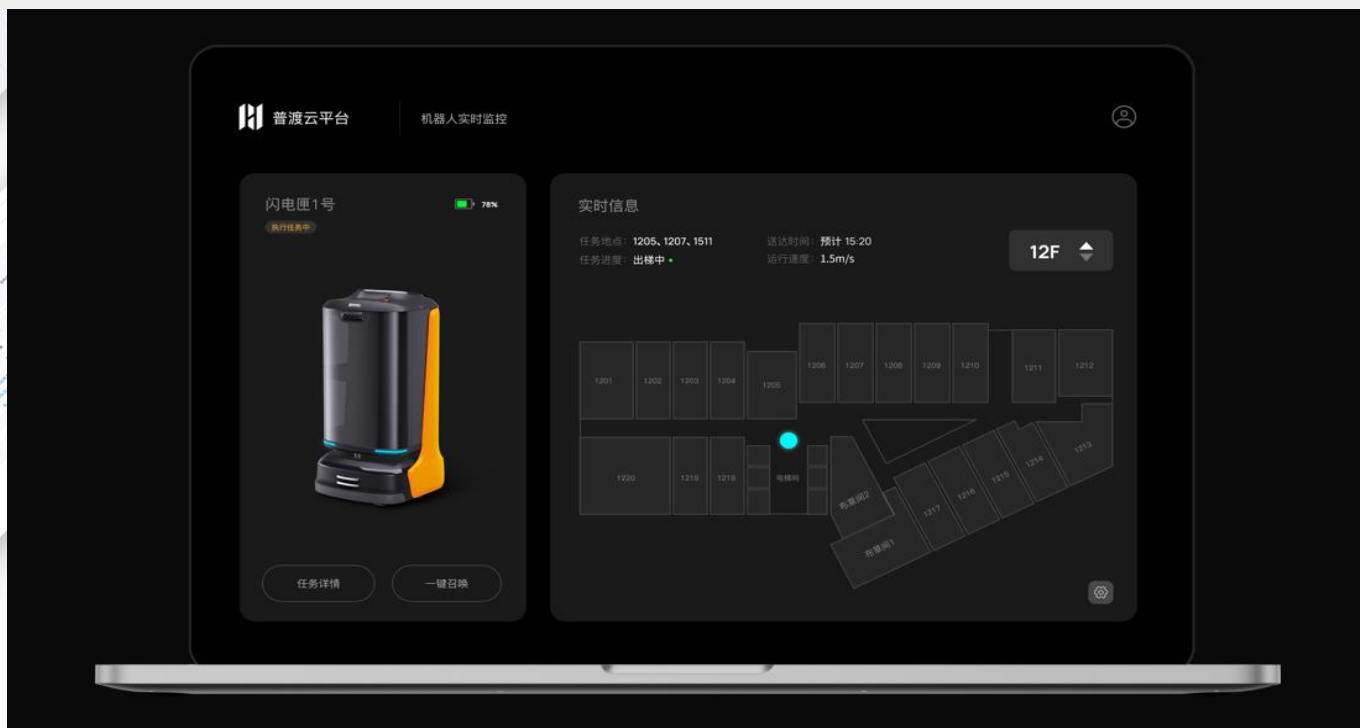 普渡云平台
机器人实时监控
闪电匣1号
78%
执行任务中
任务详情
一键召唤
实时信息
任务地点：1205、1207、1511
送达时间：预计 15:20
任务进度：出梯中
运行速度：1.5m/s
12F
1201
1202
1203
1204
1205
1206
1207
1208
1209
1210
1211
1212
1220
1219
1218
电梯间
布草间2
布草间1
1217
1216
1215
1214
1213